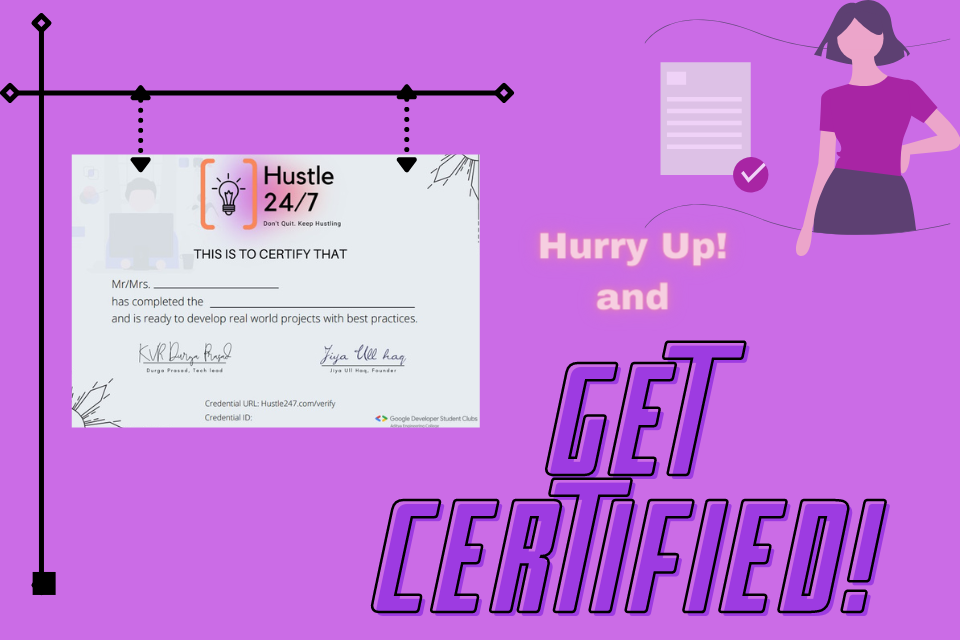 Hustle
24/7
Don't Quit. Keep Hustling
THIS IS TO CERTIFY THAT
Mr/Mrs.
has completed the
and is ready to develop real world projects with best practices.
KVR Durga Prasad
Jiya Ull haq
Durga Prasad, Tech lead
Jiya Ull Haq, Founder
Credential URL: Hustle247.com/verify
Credential ID:
Google Developer Student Clubs
Hurry Up!
and
GET
CERTIFIED!